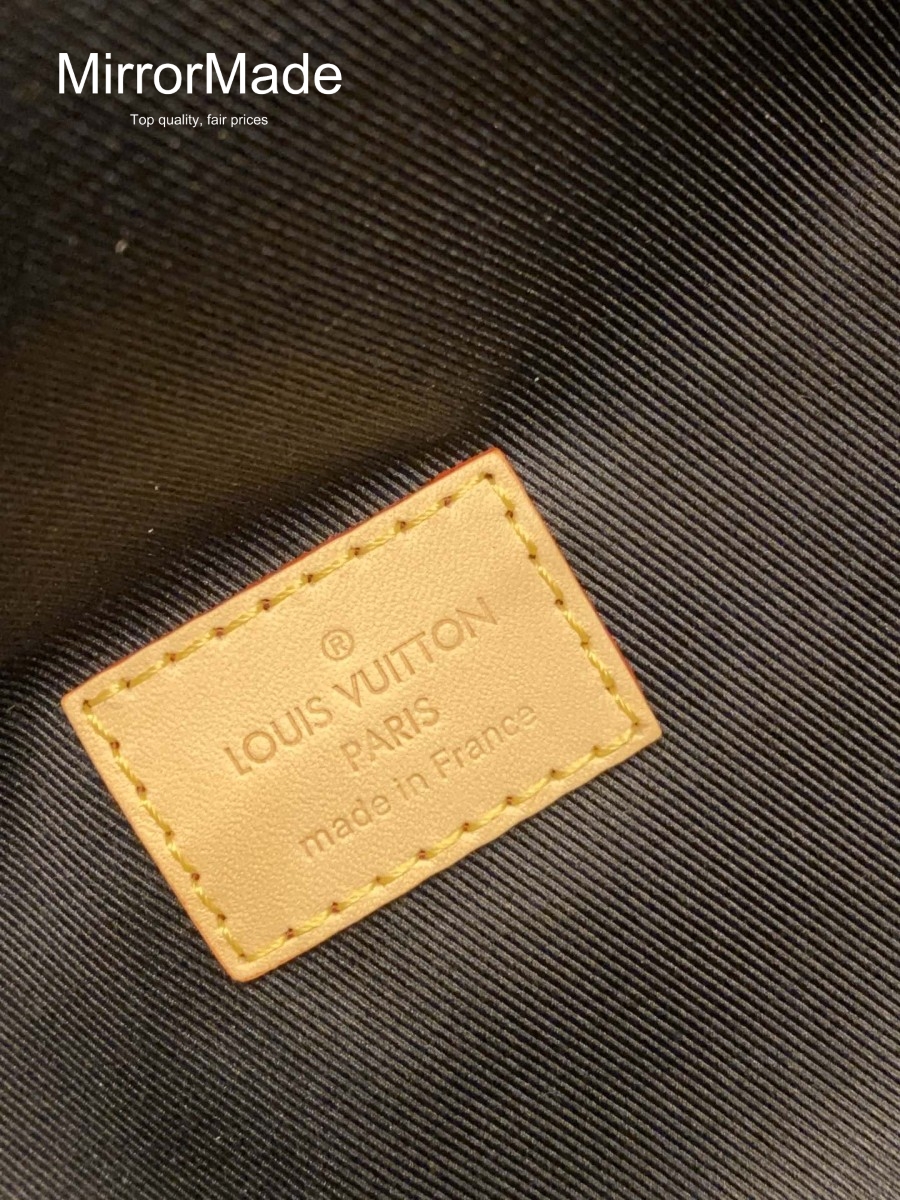 MirrorMade
Top quality, fair prices
®
LOUIS VUITTON
PARIS
made in France